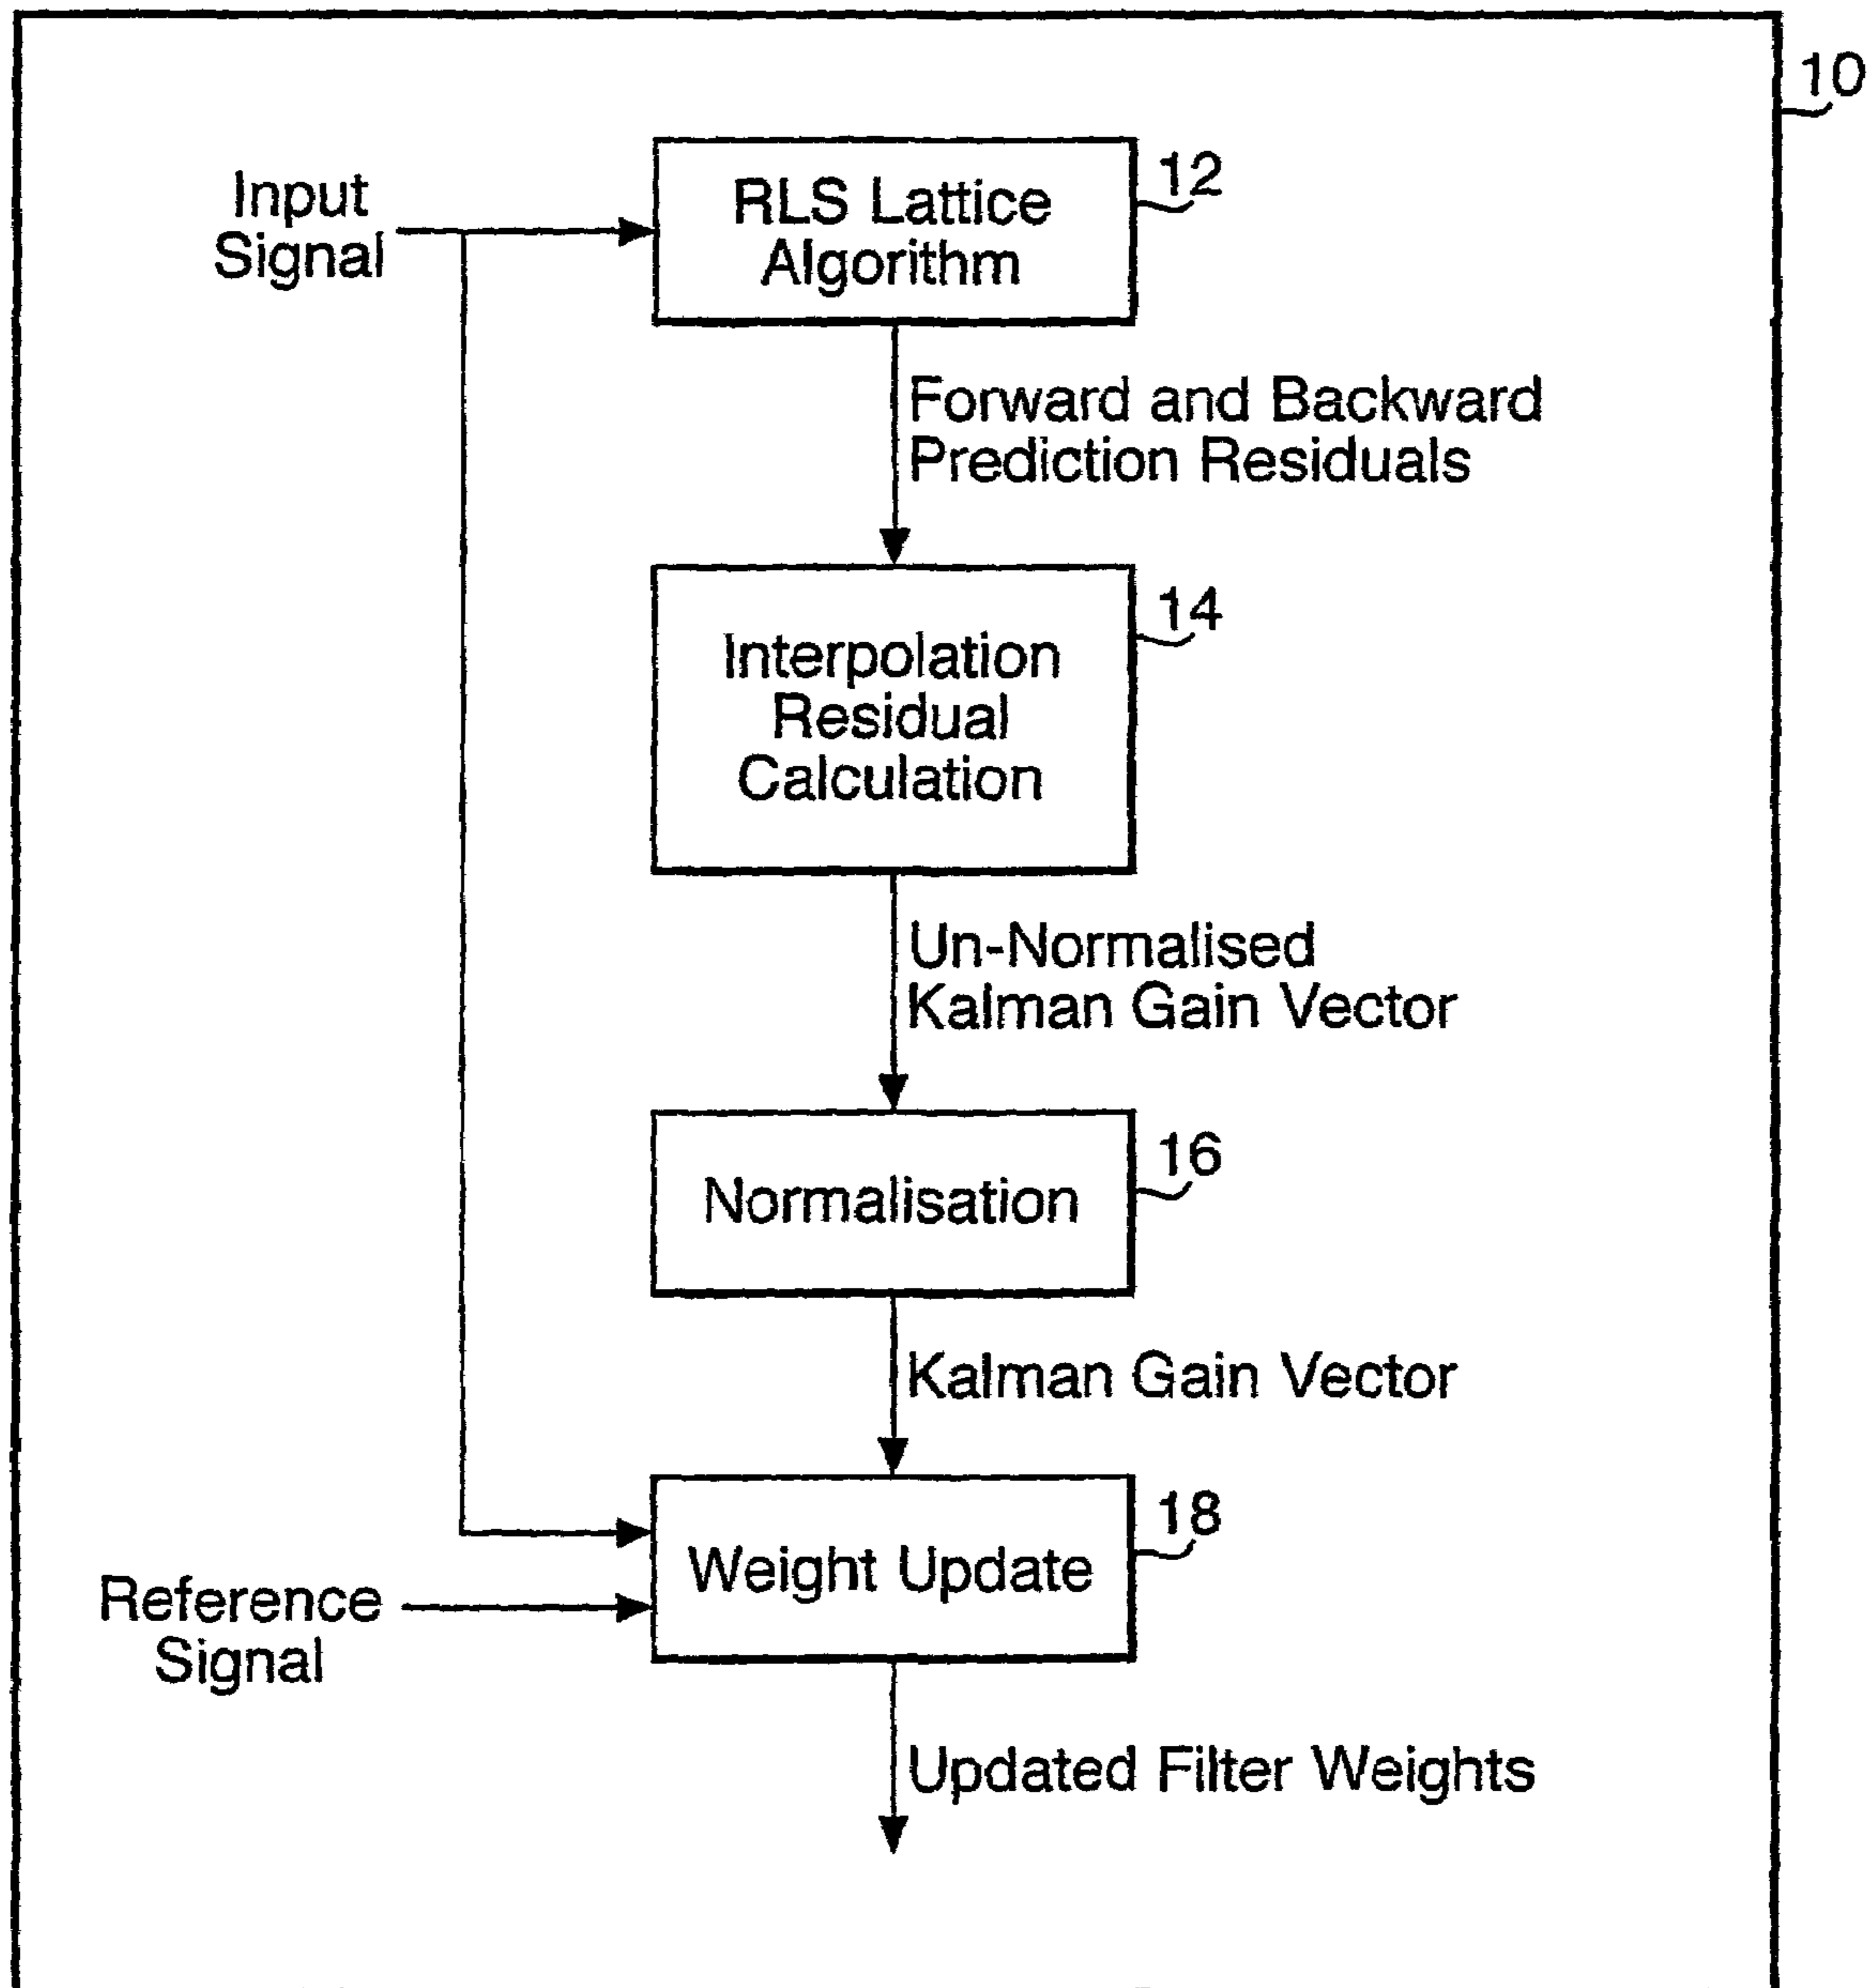 10
12
RLS Lattice
Algorithm
Input
Signal
Forward and Backward
Prediction Residuals
14
Interpolation
Residual
Calculation
Un-Normalised
Kalman Gain Vector
16
Normalisation
Kalman Gain Vector
18
Weight Update
Reference
Signal
Updated Filter Weights